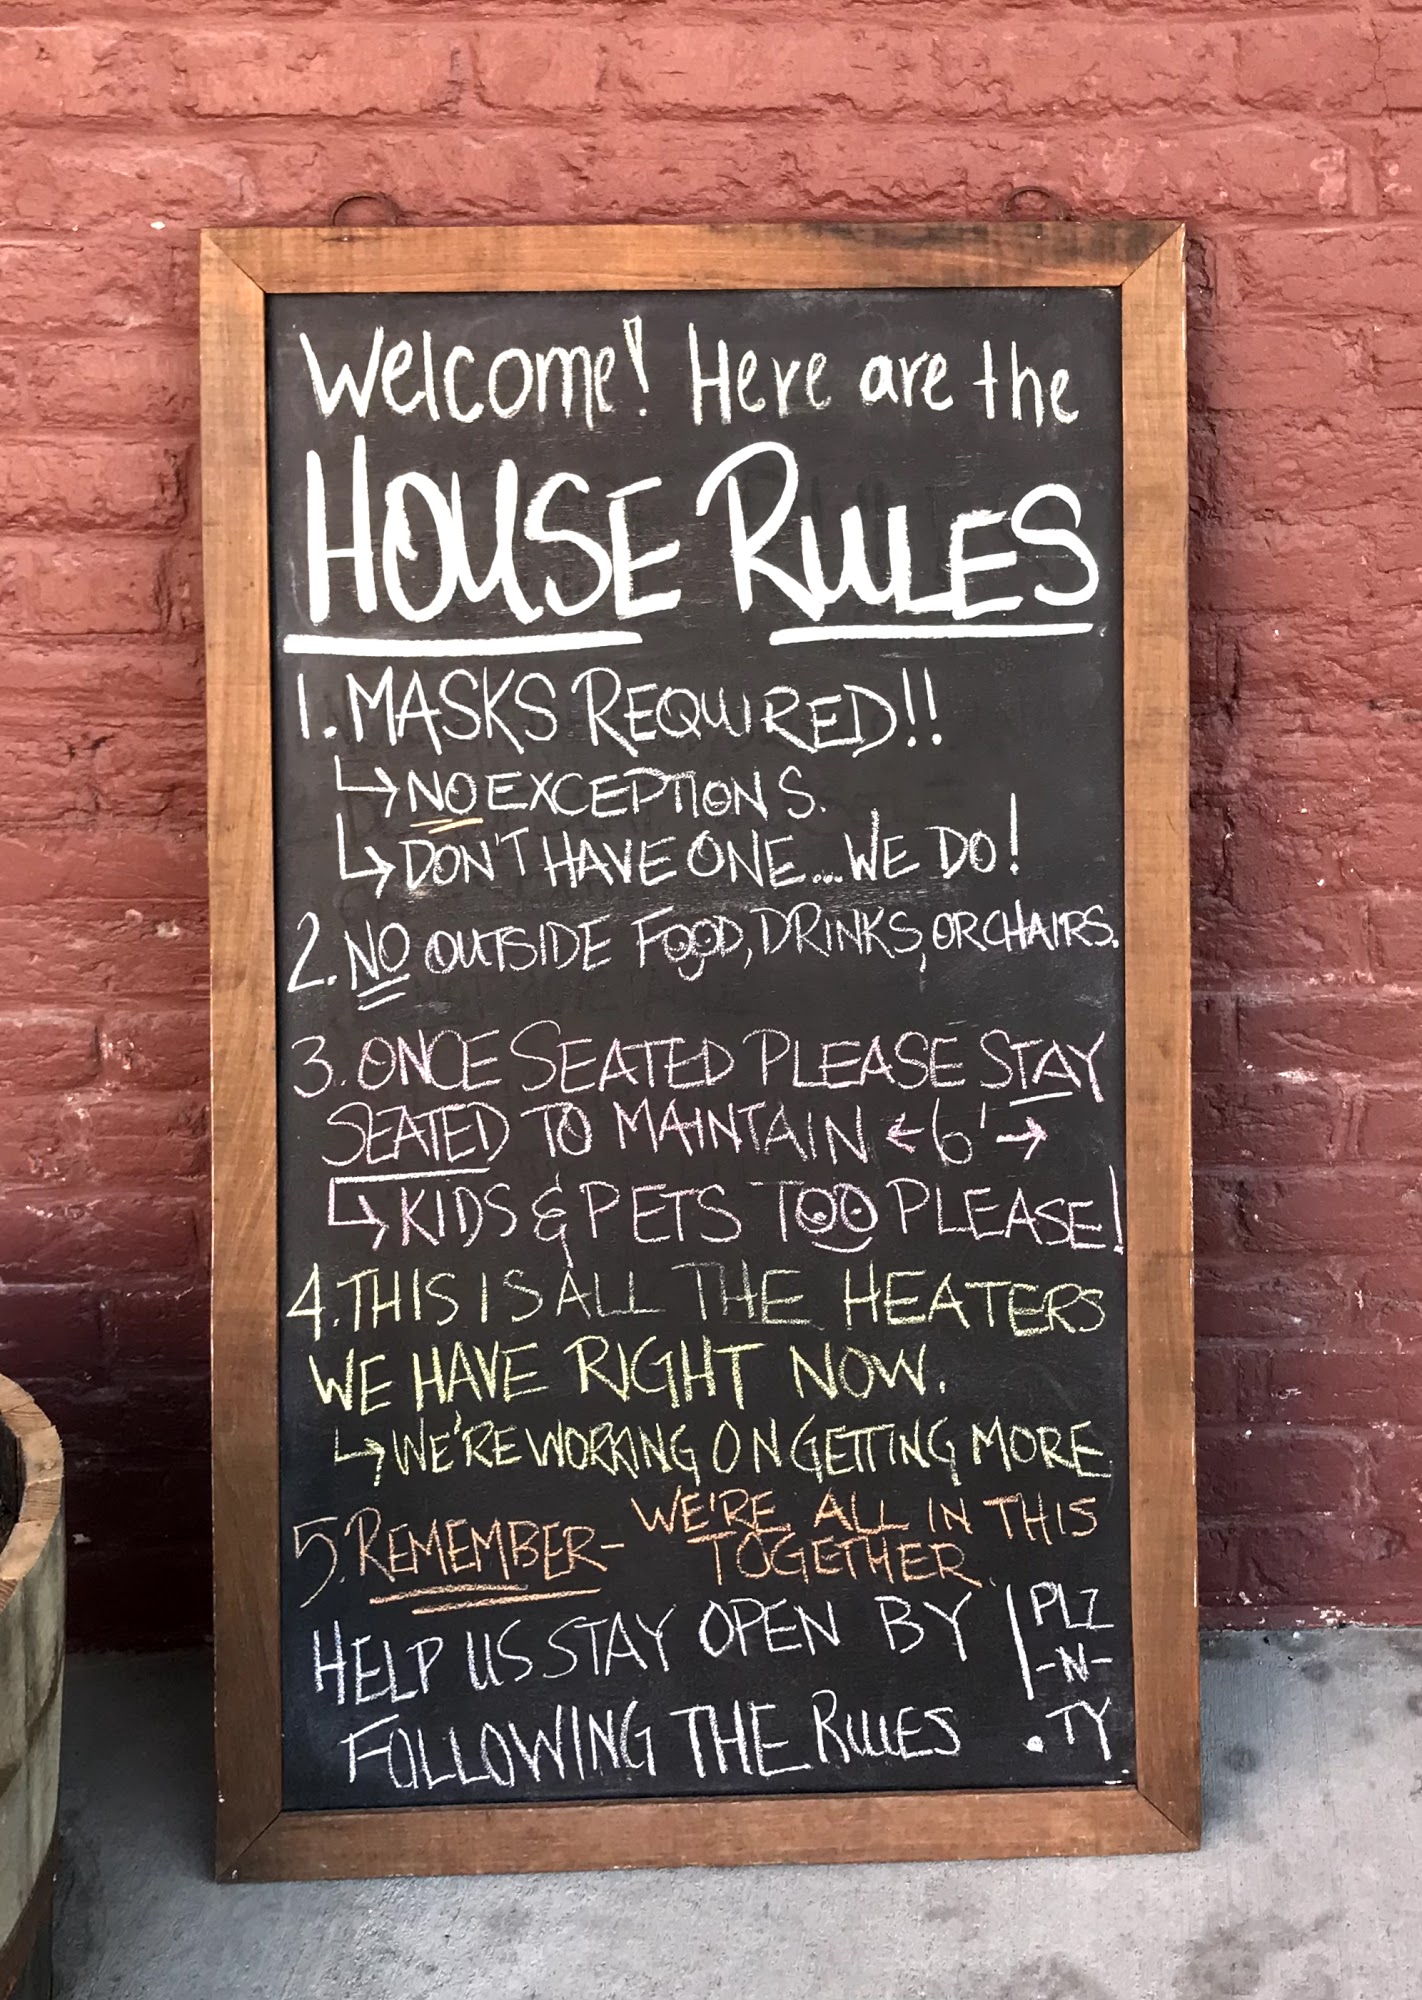 Welcome! Here are the
HOUSE RULES
1. MASKS REQUIRED!!
↳ NO EXCEPTIONS.
↳ DON'T HAVE ONE... WE DO!
2. NO OUTSIDE FOOD, DRINKS, OR CHAIRS.
3. ONCE SEATED PLEASE STAY
SEATED TO MAINTAIN ← 6' →
↳ KIDS & PETS TOO PLEASE!
4. THIS IS ALL THE HEATERS
WE HAVE RIGHT NOW.
↳ WE'RE WORKING ON GETTING MORE
5. REMEMBER- WE'RE ALL IN THIS
TOGETHER.
HELP US STAY OPEN BY
FOLLOWING THE RULES
! PLZ
-N-
TY